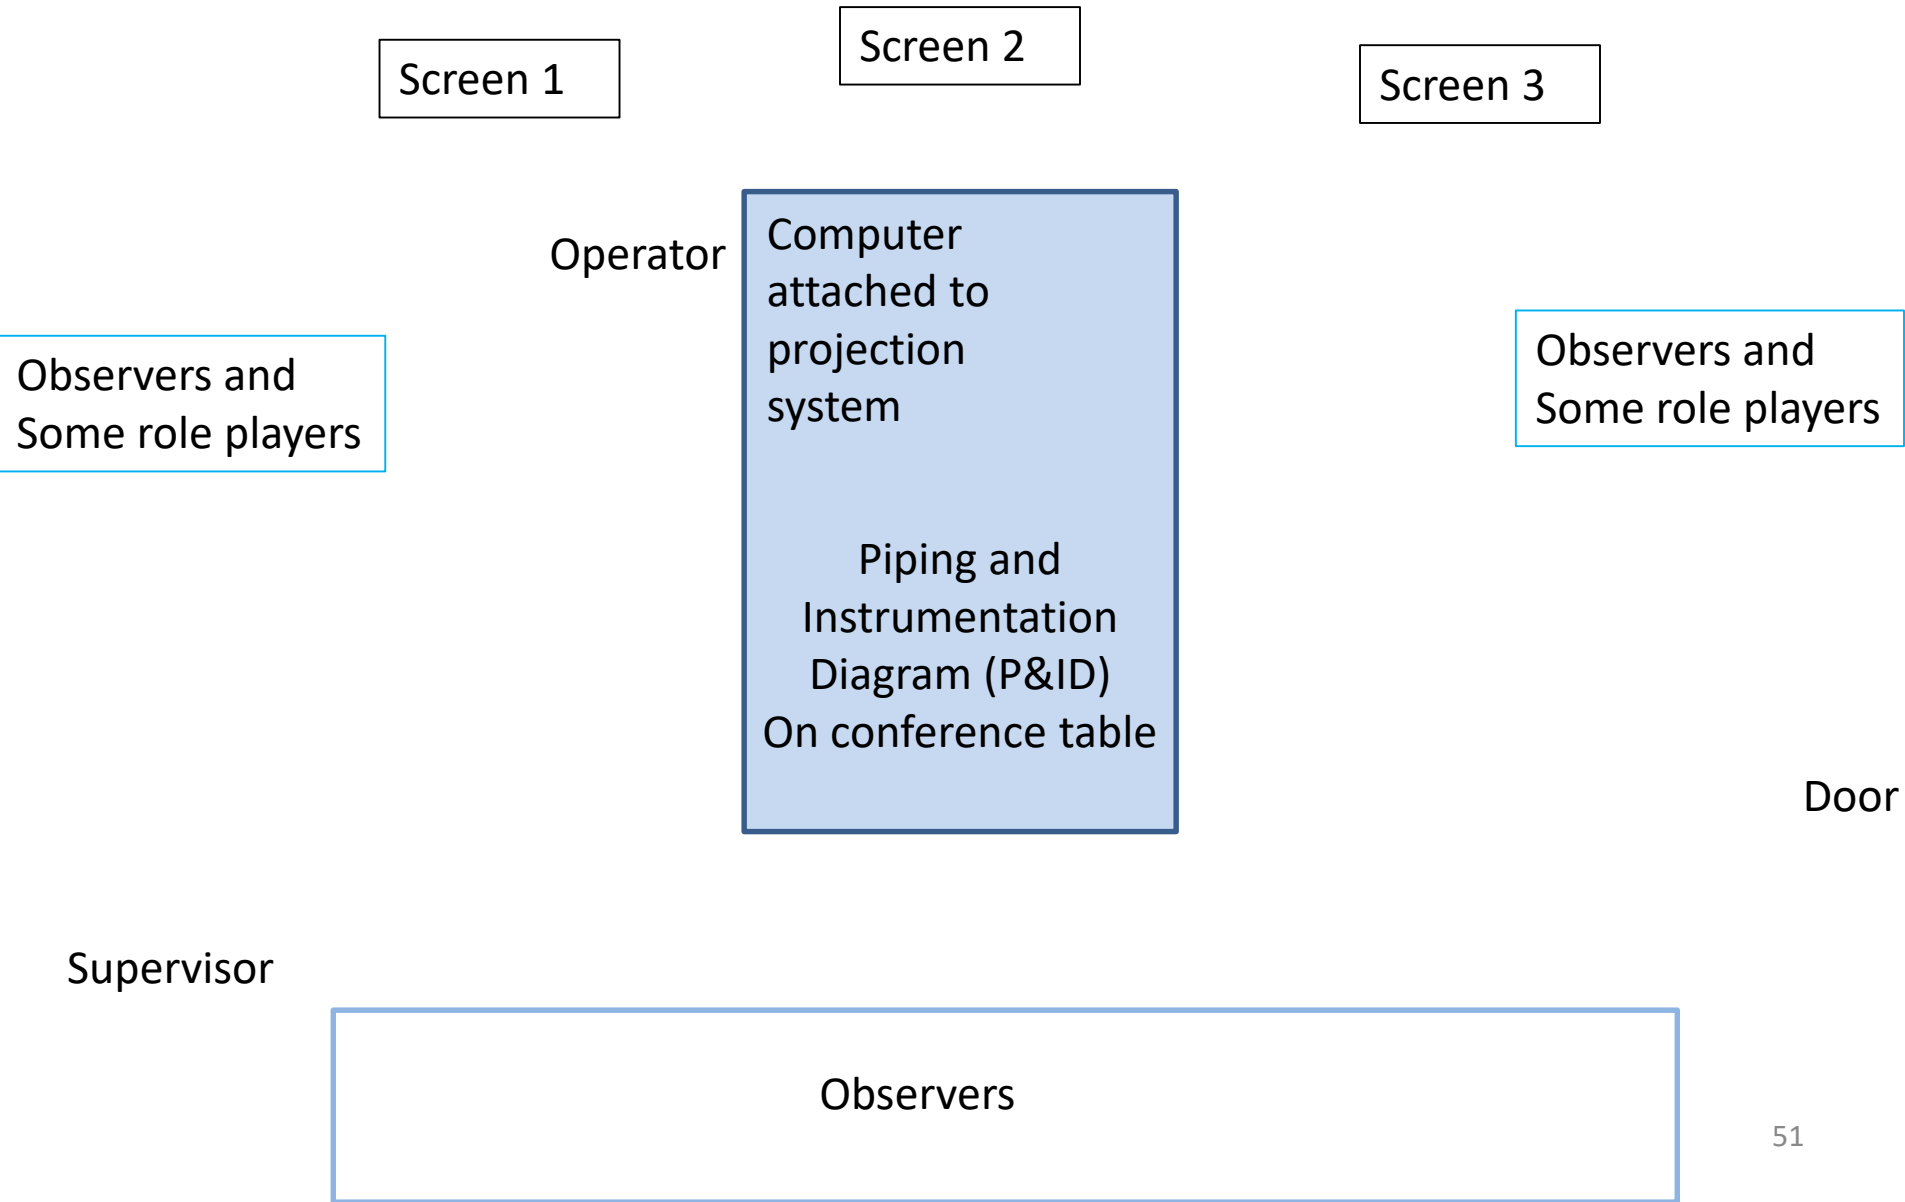 Screen 1
Screen 2
Screen 3
Operator
Computer
attached to
projection
system
Observers and
Some role players
Observers and
Some role players
Piping and
Instrumentation
Diagram (P&ID)
On conference table
Door
Supervisor
Observers
51